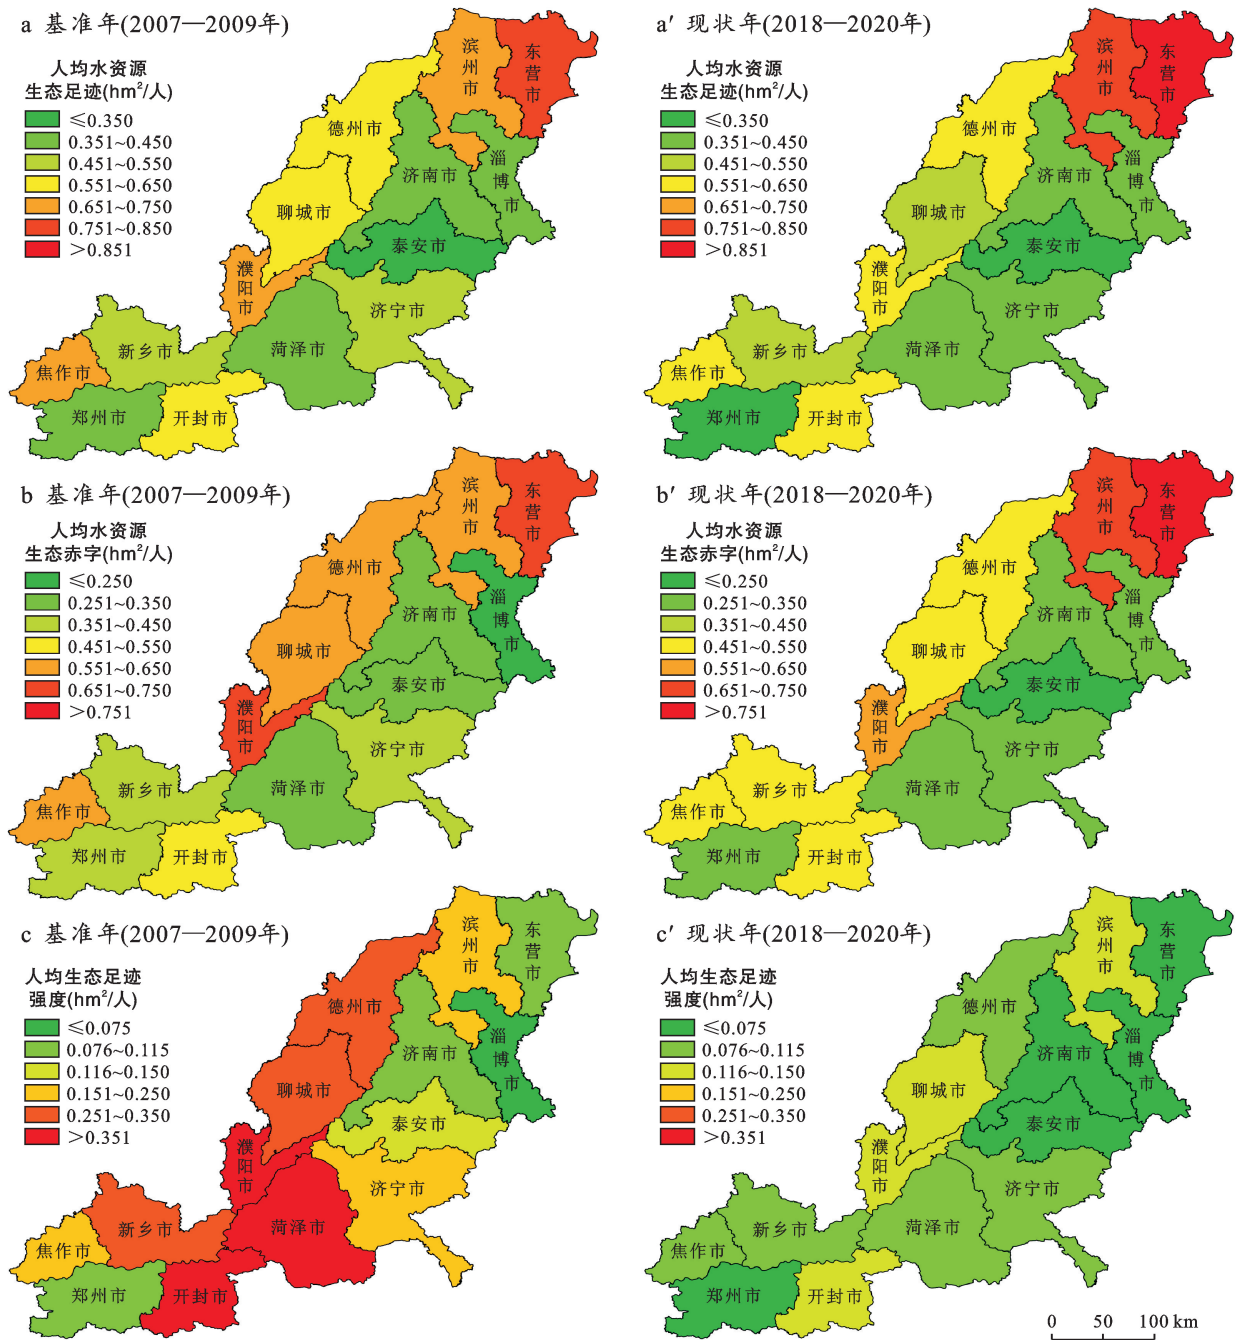 a 基准年(2007—2009年)
人均水资源
生态足迹(hm²/人)
≤0.350
0.351~0.450
0.451~0.550
0.551~0.650
0.651~0.750
0.751~0.850
>0.851
滨州市
东营市
德州市
济南市
淄博市
聊城市
泰安市
濮阳市
济宁市
新乡市
菏泽市
焦作市
郑州市
开封市
a′ 现状年(2018—2020年)
人均水资源
生态足迹(hm²/人)
≤0.350
0.351~0.450
0.451~0.550
0.551~0.650
0.651~0.750
0.751~0.850
>0.851
滨州市
东营市
德州市
济南市
淄博市
聊城市
泰安市
濮阳市
济宁市
新乡市
菏泽市
焦作市
郑州市
开封市
b 基准年(2007—2009年)
人均水资源
生态赤字(hm²/人)
≤0.250
0.251~0.350
0.351~0.450
0.451~0.550
0.551~0.650
0.651~0.750
>0.751
滨州市
东营市
德州市
济南市
淄博市
聊城市
泰安市
濮阳市
济宁市
新乡市
菏泽市
焦作市
郑州市
开封市
b′ 现状年(2018—2020年)
人均水资源
生态赤字(hm²/人)
≤0.250
0.251~0.350
0.351~0.450
0.451~0.550
0.551~0.650
0.651~0.750
>0.751
滨州市
东营市
德州市
济南市
淄博市
聊城市
泰安市
濮阳市
济宁市
新乡市
菏泽市
焦作市
郑州市
开封市
c 基准年(2007—2009年)
人均生态足迹
强度(hm²/人)
≤0.075
0.076~0.115
0.116~0.150
0.151~0.250
0.251~0.350
>0.351
滨州市
东营市
德州市
济南市
淄博市
聊城市
泰安市
濮阳市
济宁市
新乡市
菏泽市
焦作市
郑州市
开封市
c′ 现状年(2018—2020年)
人均生态足迹
强度(hm²/人)
≤0.075
0.076~0.115
0.116~0.150
0.151~0.250
0.251~0.350
>0.351
滨州市
东营市
德州市
济南市
淄博市
聊城市
泰安市
濮阳市
济宁市
新乡市
菏泽市
焦作市
郑州市
开封市
0 50 100 km